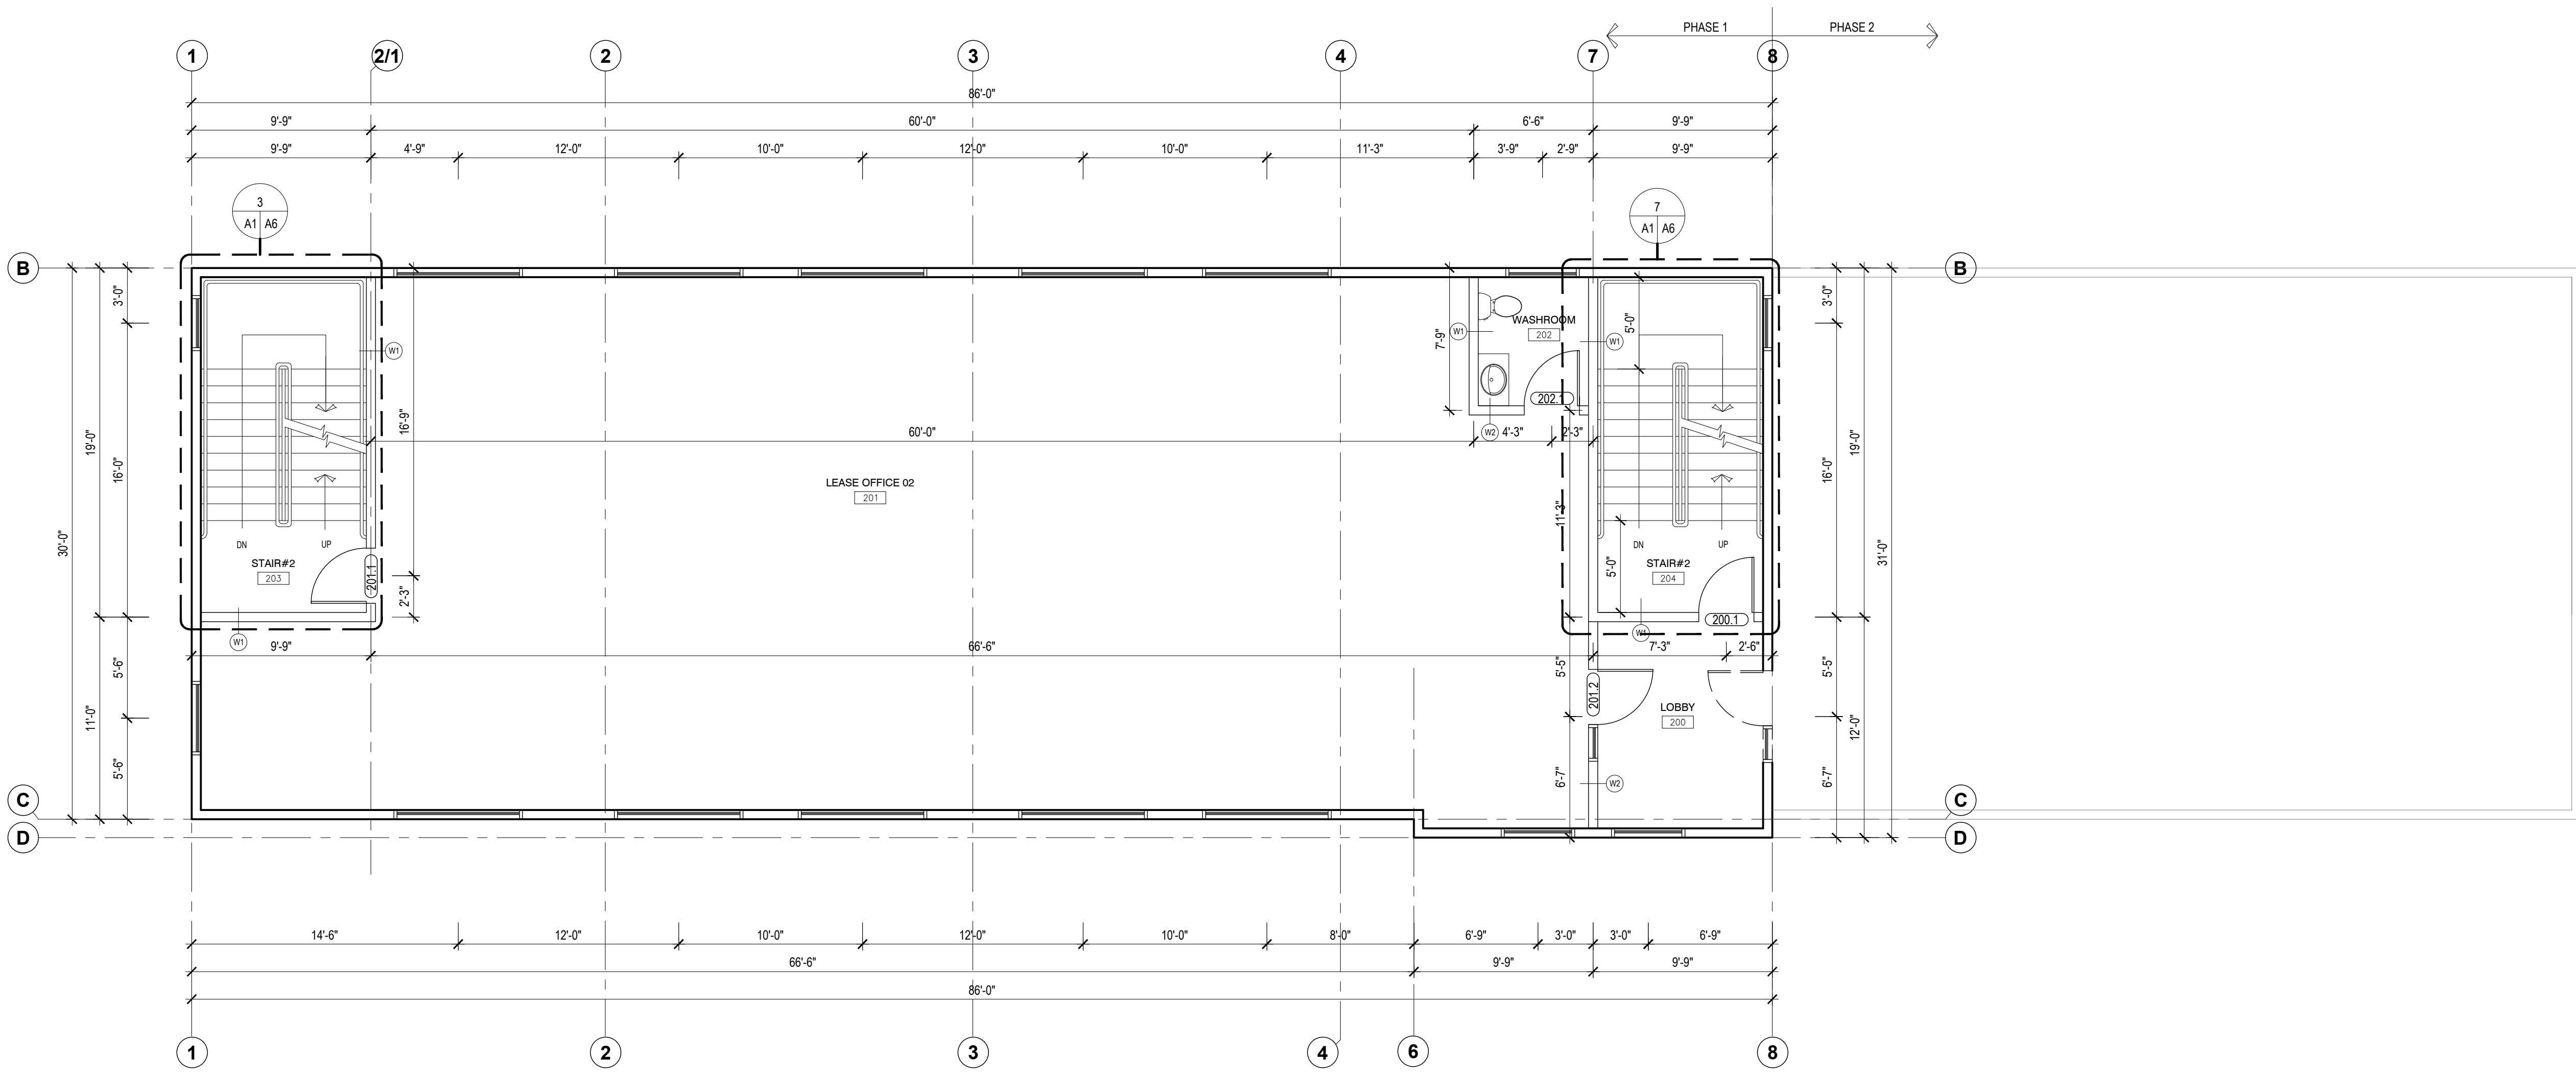 PHASE 1 PHASE 2
1 2/1 2 3 4 7 8
86'-0"
9'-9" 60'-0" 6'-6" 9'-9"
9'-9" 4'-9" 12'-0" 10'-0" 12'-0" 10'-0" 11'-3" 3'-9" 2'-9" 9'-9"
3
A1 A6
7
A1 A6
B B
3'-0" 5'-0" 3'-0"
WASHROOM
202
W1 W1
7'-9"
W1
202.1
16'-9"
60'-0" W2 4'-3" 2'-3"
19'-0" 16'-0" 16'-0" 19'-0"
LEASE OFFICE 02
201
11'-3"
30'-0" 31'-0"
DN UP DN UP
STAIR#2
203
201.1
2'-3"
5'-0"
STAIR#2
204
200.1
W1 W1
9'-9" 66'-6" 7'-3" 2'-6"
5'-6" 5'-5" 5'-5"
201.2
LOBBY
200
11'-0" 12'-0"
5'-6" 6'-7" W2 6'-7"
C C
D D
14'-6" 12'-0" 10'-0" 12'-0" 10'-0" 8'-0" 6'-9" 3'-0" 3'-0" 6'-9"
66'-6" 9'-9" 9'-9"
86'-0"
1 2 3 4 6 8